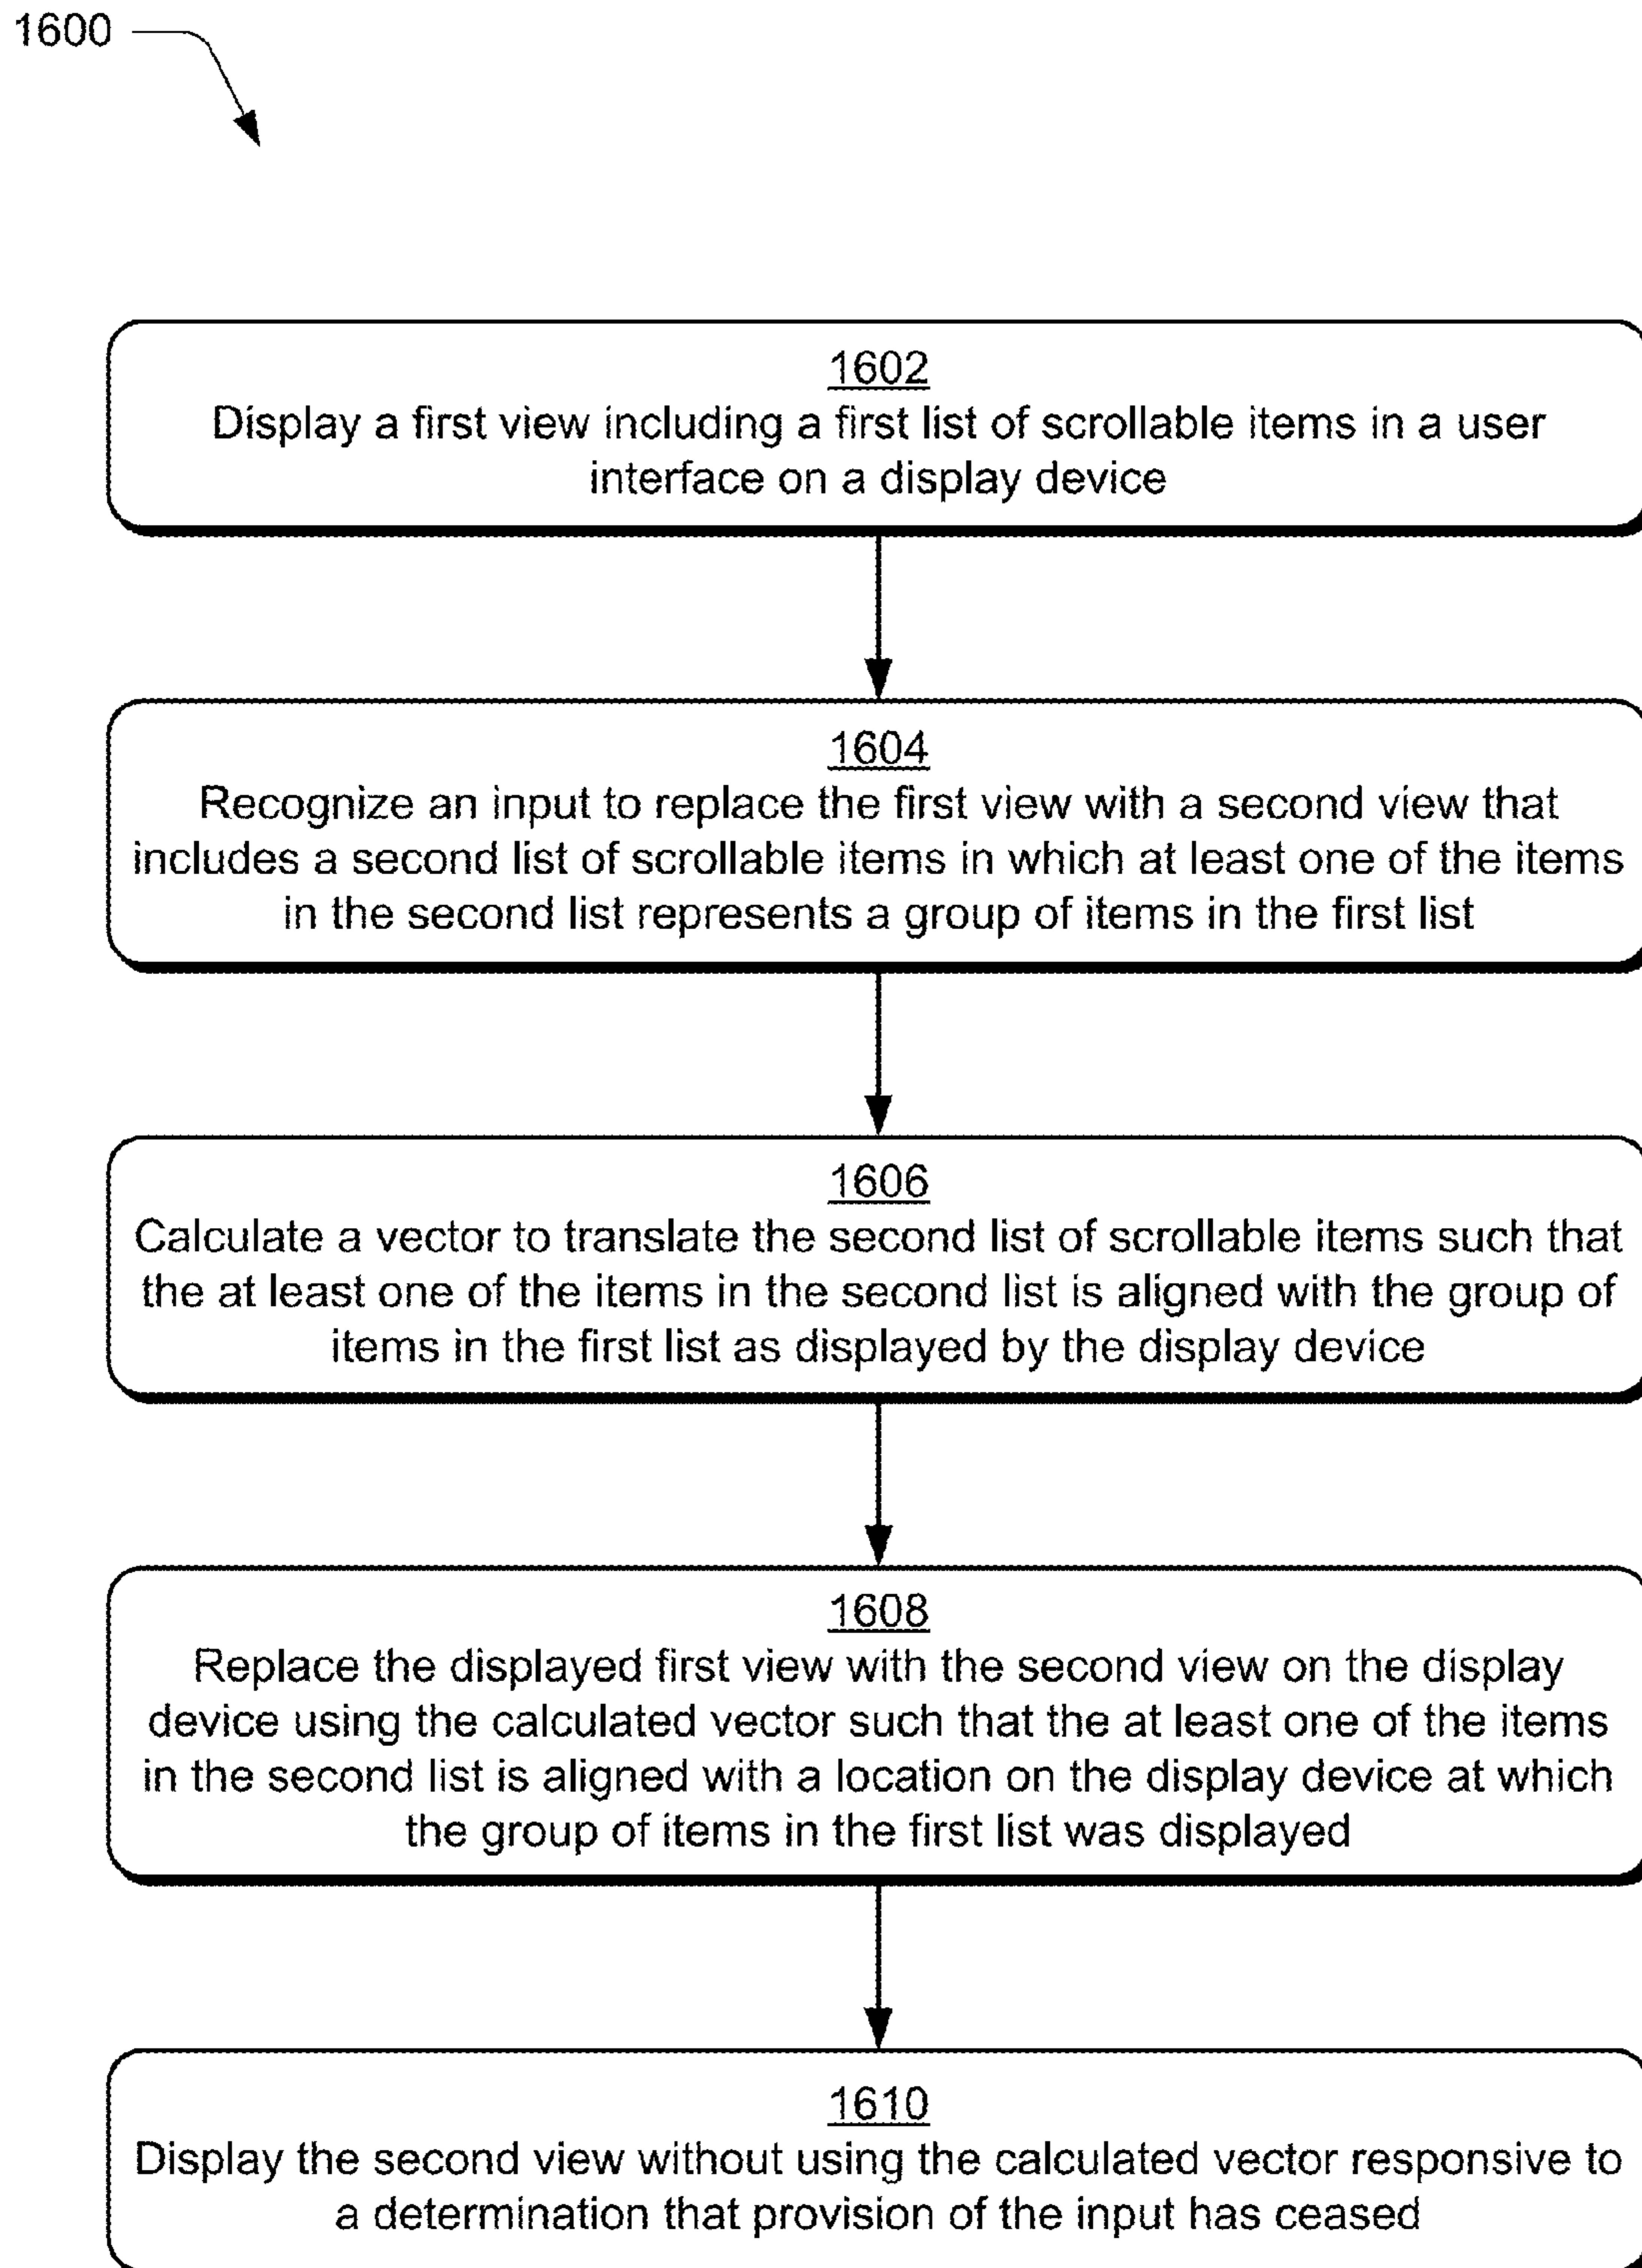 1600
1602
Display a first view including a first list of scrollable items in a user
interface on a display device
1604
Recognize an input to replace the first view with a second view that
includes a second list of scrollable items in which at least one of the items
in the second list represents a group of items in the first list
1606
Calculate a vector to translate the second list of scrollable items such that
the at least one of the items in the second list is aligned with the group of
items in the first list as displayed by the display device
1608
Replace the displayed first view with the second view on the display
device using the calculated vector such that the at least one of the items
in the second list is aligned with a location on the display device at which
the group of items in the first list was displayed
1610
Display the second view without using the calculated vector responsive to
a determination that provision of the input has ceased